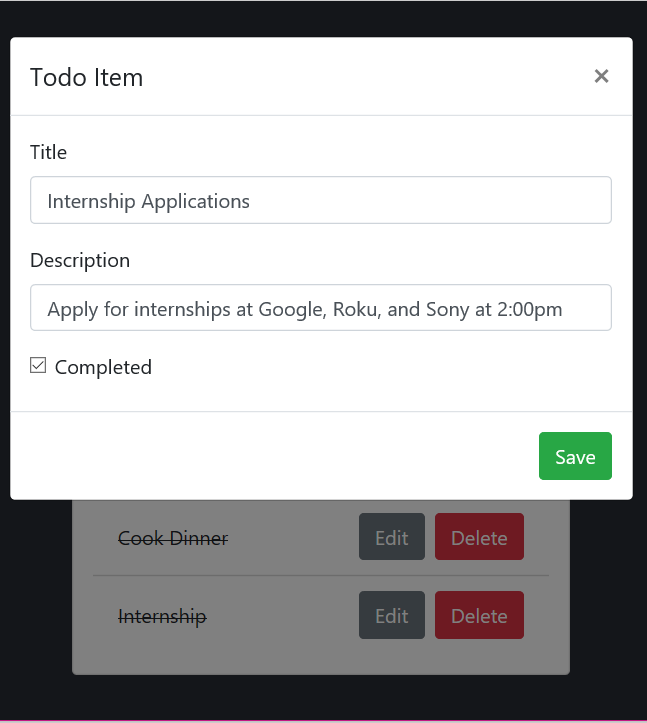 Todo Item ×
Title
Internship Applications
Description
Apply for internships at Google, Roku, and Sony at 2:00pm
Completed
Save
Cook Dinner Edit Delete
Internship Edit Delete